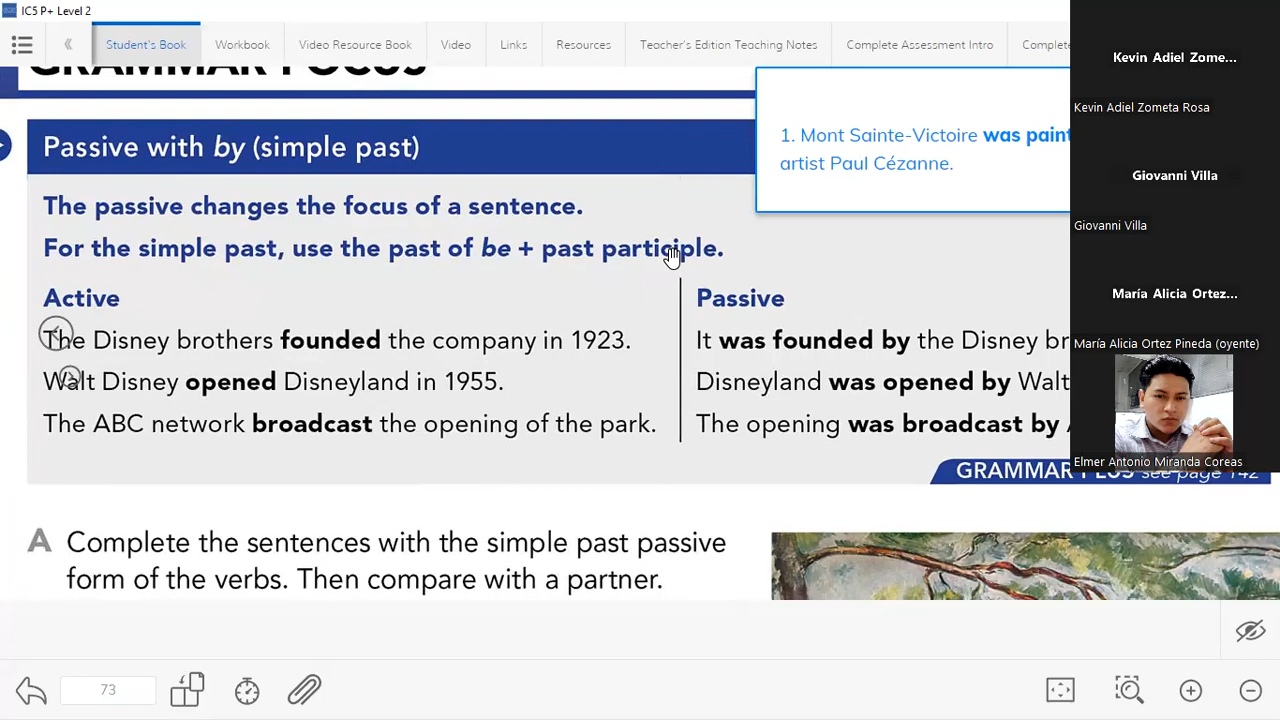 IC5 P+ Level 2
Student's Book
Workbook
Video Resource Book
Video
Links
Resources
Teacher's Edition Teaching Notes
Complete Assessment Intro
Complete
GRAMMAR FOCUS
Passive with by (simple past)
The passive changes the focus of a sentence.
For the simple past, use the past of be + past participle.
Active
The Disney brothers founded the company in 1923.
Walt Disney opened Disneyland in 1955.
The ABC network broadcast the opening of the park.
Passive
It was founded by the Disney br
Disneyland was opened by Walt
The opening was broadcast by
GRAMMAR PLUS see page 142
1. Mont Sainte-Victoire was paint
artist Paul Cézanne.
Kevin Adiel Zome...
Kevin Adiel Zometa Rosa
Giovanni Villa
Giovanni Villa
María Alicia Ortez...
María Alicia Ortez Pineda (oyente)
Elmer Antonio Miranda Coreas
A Complete the sentences with the simple past passive
form of the verbs. Then compare with a partner.
73